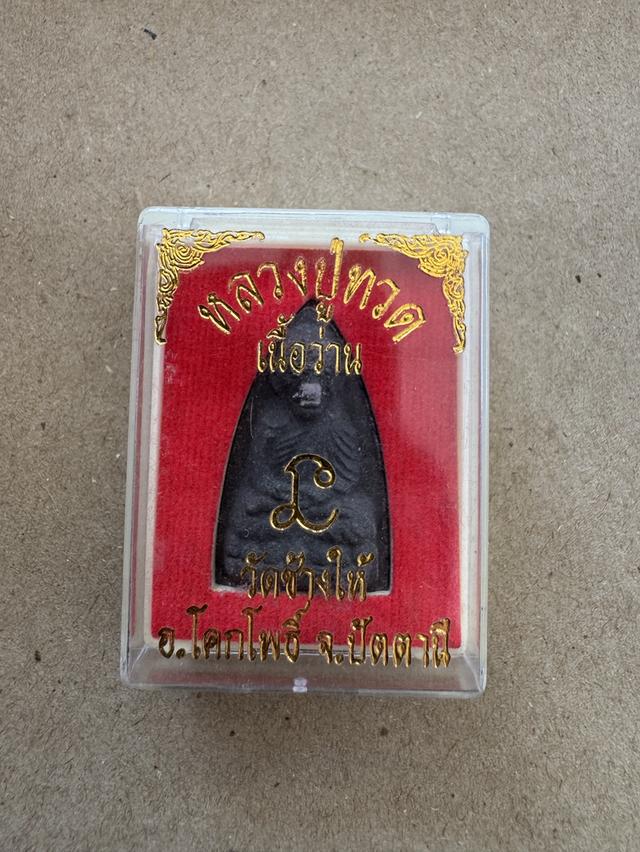 หลวงปู่ทวด
เนื้อว่าน
วัดช้างให้
อ.โคกโพธิ์ จ.ปัตตานี